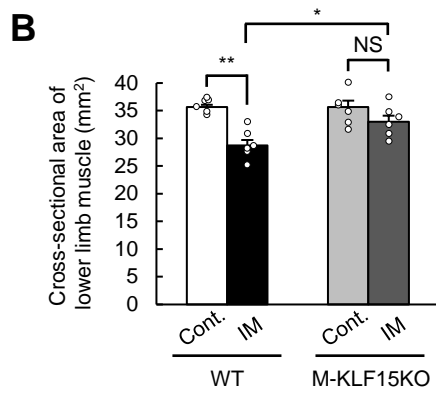 B
*
**
NS
Cross-sectional area of
lower limb muscle (mm²)
40
35
30
25
20
15
10
5
0
Cont.
IM
Cont.
IM
WT
M-KLF15KO